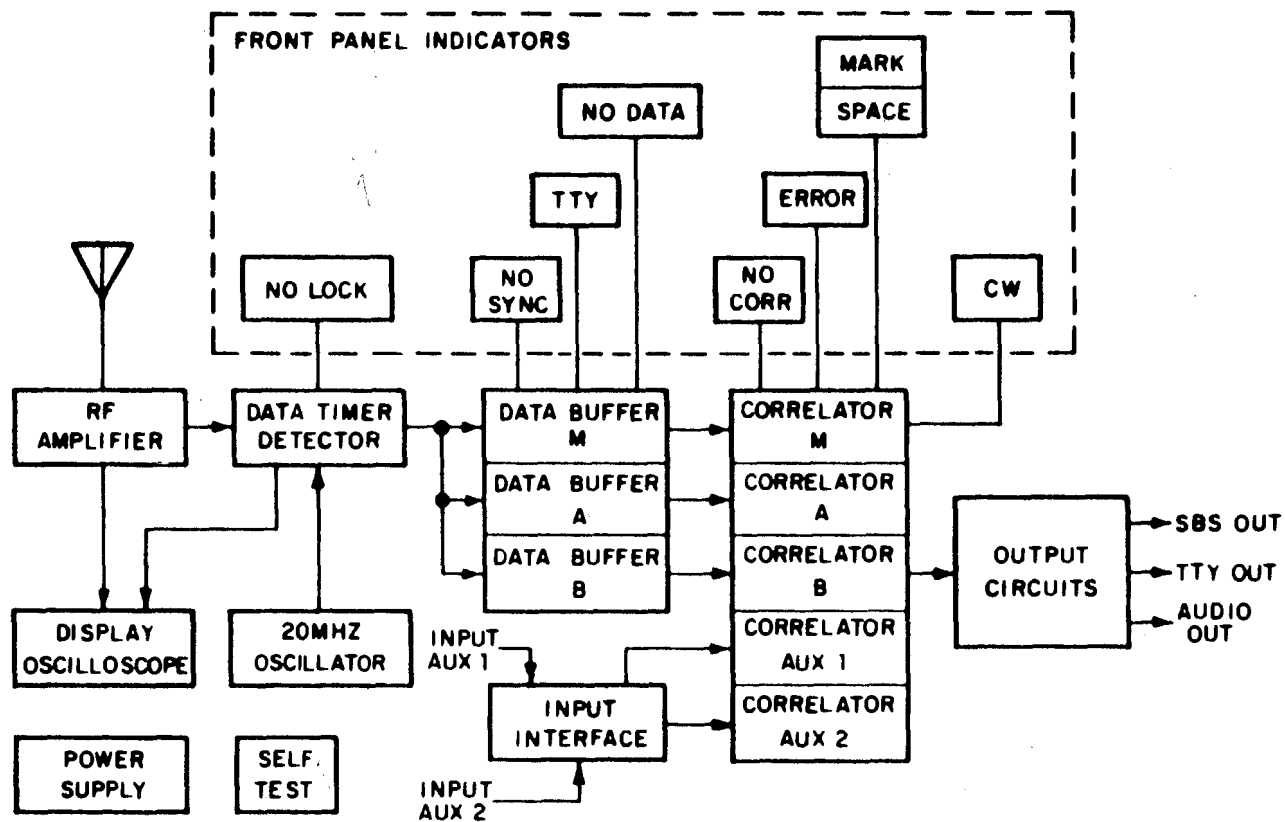 FRONT PANEL INDICATORS
MARK
SPACE
NO DATA
TTY
ERROR
NO LOCK
NO
SYNC
NO
CORR
CW
RF
AMPLIFIER
DATA TIMER
DETECTOR
DATA BUFFER
M
CORRELATOR
M
DATA BUFFER
A
CORRELATOR
A
DATA BUFFER
B
CORRELATOR
B
OUTPUT
CIRCUITS
SBS OUT
TTY OUT
AUDIO
OUT
DISPLAY
OSCILLOSCOPE
20MHZ
OSCILLATOR
INPUT
AUX 1
CORRELATOR
AUX 1
INPUT
INTERFACE
CORRELATOR
AUX 2
POWER
SUPPLY
SELF
TEST
INPUT
AUX 2